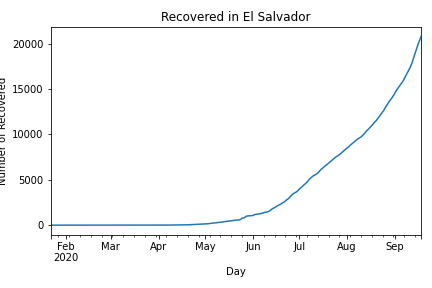 Recovered in El Salvador
20000
15000
10000
5000
0
Number of Recovered
Feb Mar Apr May Jun Jul Aug Sep
2020
Day